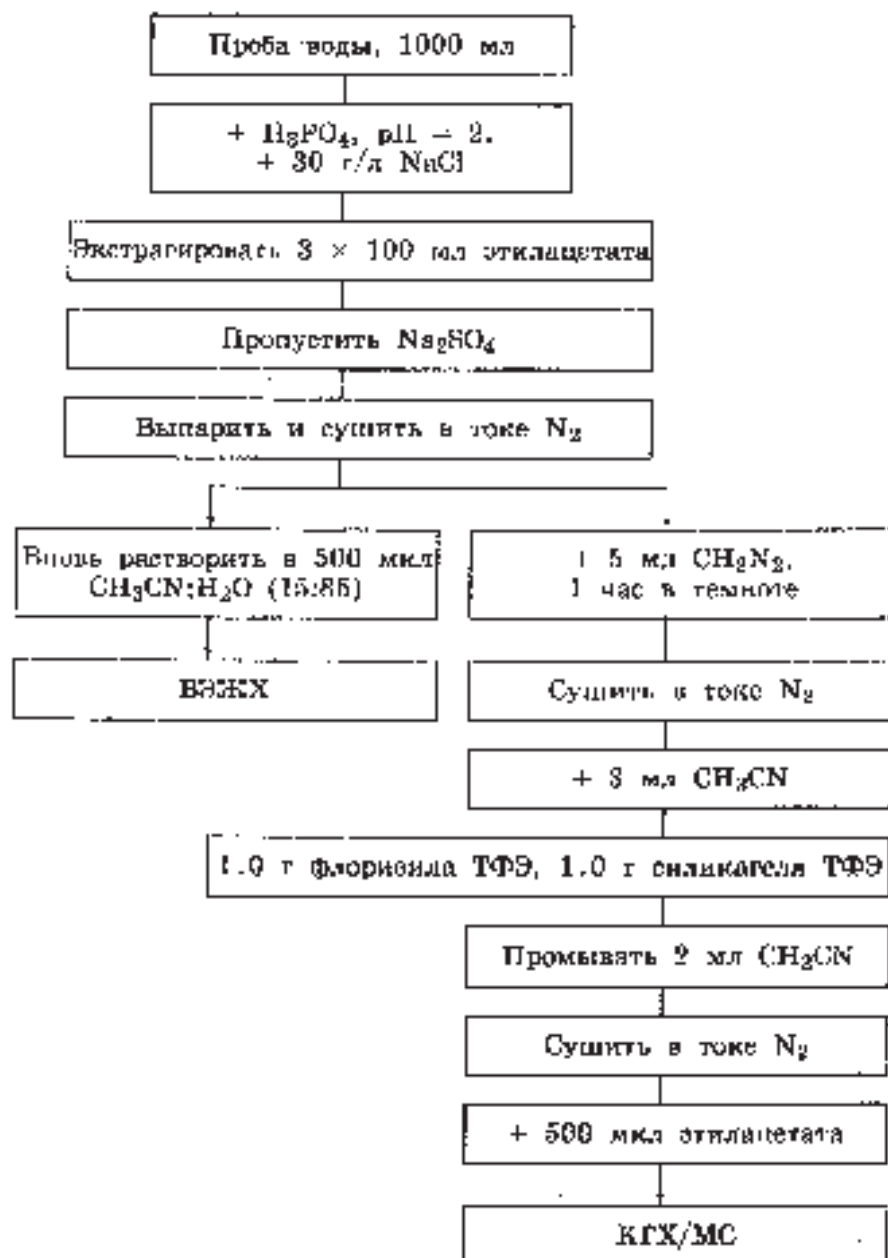 Проба воды, 1000 мл
+ H₃PO₄, pH = 2.
+ 30 г/л NaCl
Экстрагировать 3 × 100 мл этилацетата
Пропустить Na₂SO₄
Выпарить и сушить в токе N₂
Вновь растворить в 500 мкл
CH₃CN:H₂O (15:85)
ВЭЖХ
+ 5 мл CH₂N₂,
1 час в темноте
Сушить в токе N₂
+ 3 мл CH₃CN
1.0 г флорисила ТФЭ, 1.0 г силикагеля ТФЭ
Промывать 2 мл CH₃CN
Сушить в токе N₂
+ 500 мкл этилацетата
КГХ/МС